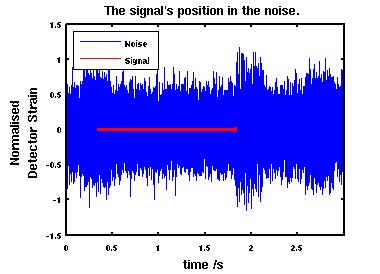 The signal's position in the noise.
Normalised
Detector Strain
1.5
1
0.5
0
-0.5
-1
-1.5
Noise
Signal
0 0.5 1 1.5 2 2.5
time /s